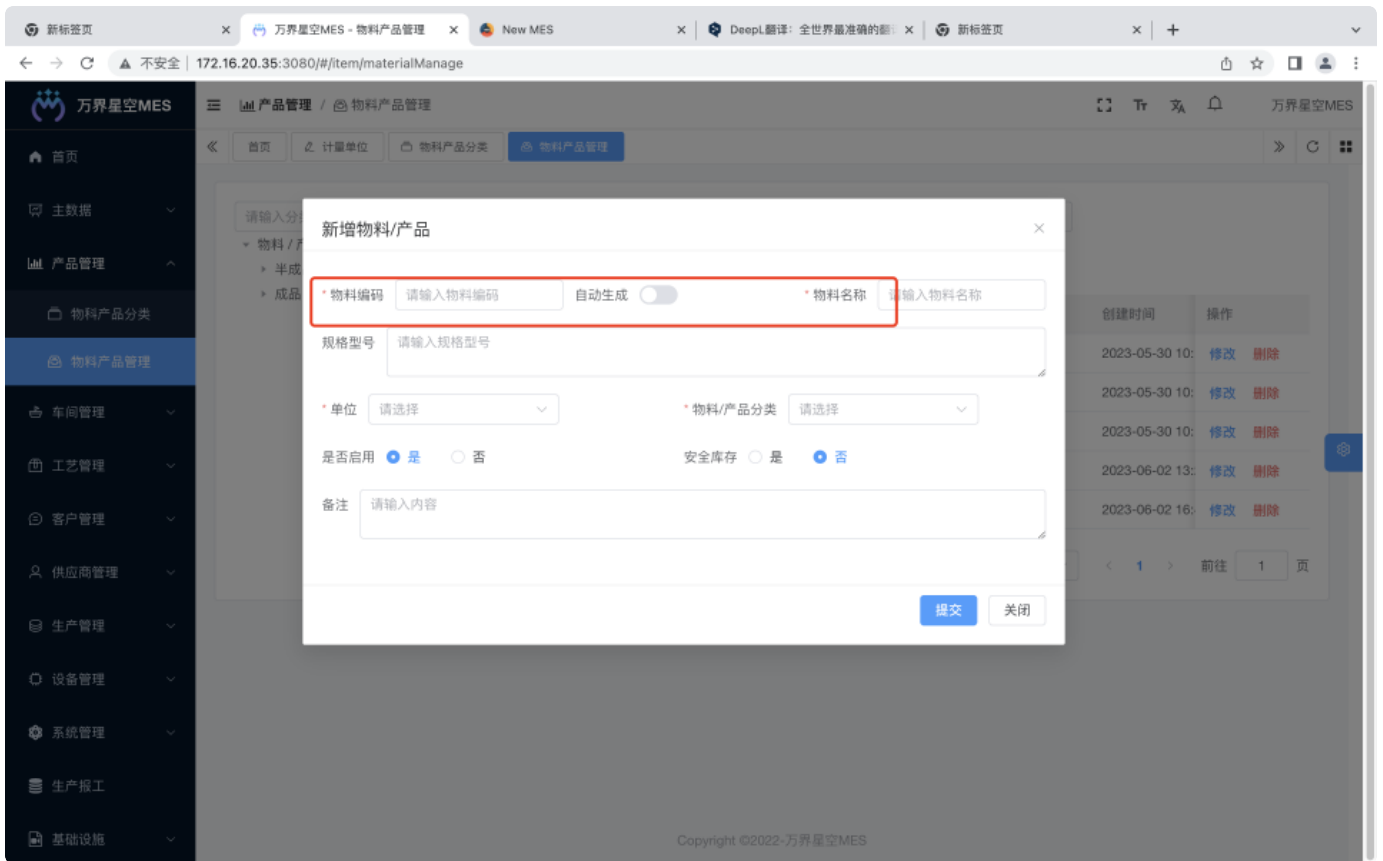 新标签页 万界星空MES - 物料产品管理 New MES DeepL翻译：全世界最准确的翻 新标签页
不安全 172.16.20.35:3080/#/item/materialManage
万界星空MES 产品管理 / 物料产品管理 万界星空MES
首页 计量单位 物料产品分类 物料产品管理
首页
主数据
产品管理
物料产品分类
物料产品管理
车间管理
工艺管理
客户管理
供应商管理
生产管理
设备管理
系统管理
生产报工
基础设施
请输入分
物料 / 产
半成
成品
新增物料/产品
* 物料编码 请输入物料编码 自动生成 * 物料名称 请输入物料名称
规格型号 请输入规格型号
* 单位 请选择 * 物料/产品分类 请选择
是否启用 是 否 安全库存 是 否
备注 请输入内容
提交 关闭
创建时间 操作
2023-05-30 10: 修改 删除
2023-05-30 10: 修改 删除
2023-05-30 10: 修改 删除
2023-06-02 13: 修改 删除
2023-06-02 16: 修改 删除
1 前往 1 页
Copyright ©2022-万界星空MES